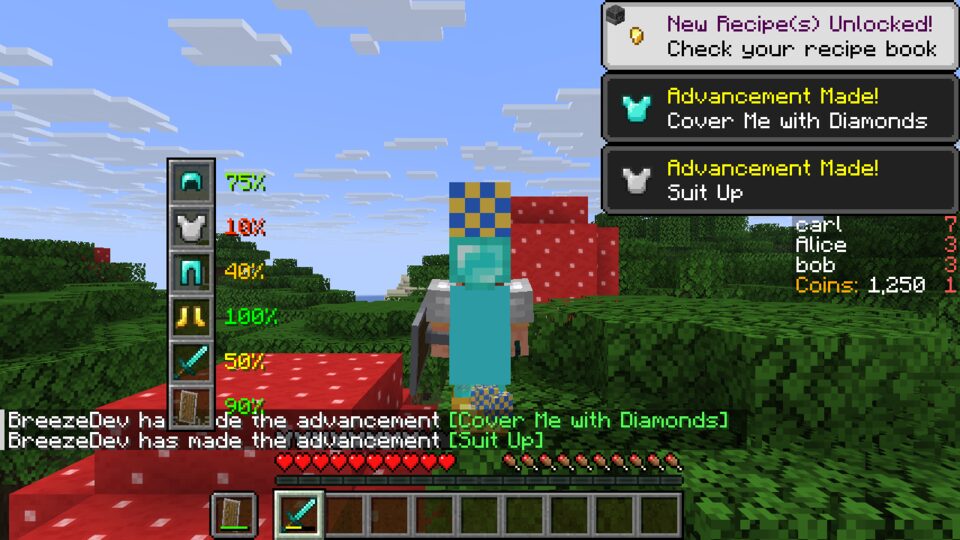 New Recipe(s) Unlocked!
Check your recipe book
Advancement Made!
Cover Me with Diamonds
Advancement Made!
Suit Up
75%
10%
40%
100%
50%
90%
carl 7
Alice 3
bob 3
Coins: 1,250 1
BreezeDev ha de the advancement [Cover Me with Diamonds]
BreezeDev has made the advancement [Suit Up]